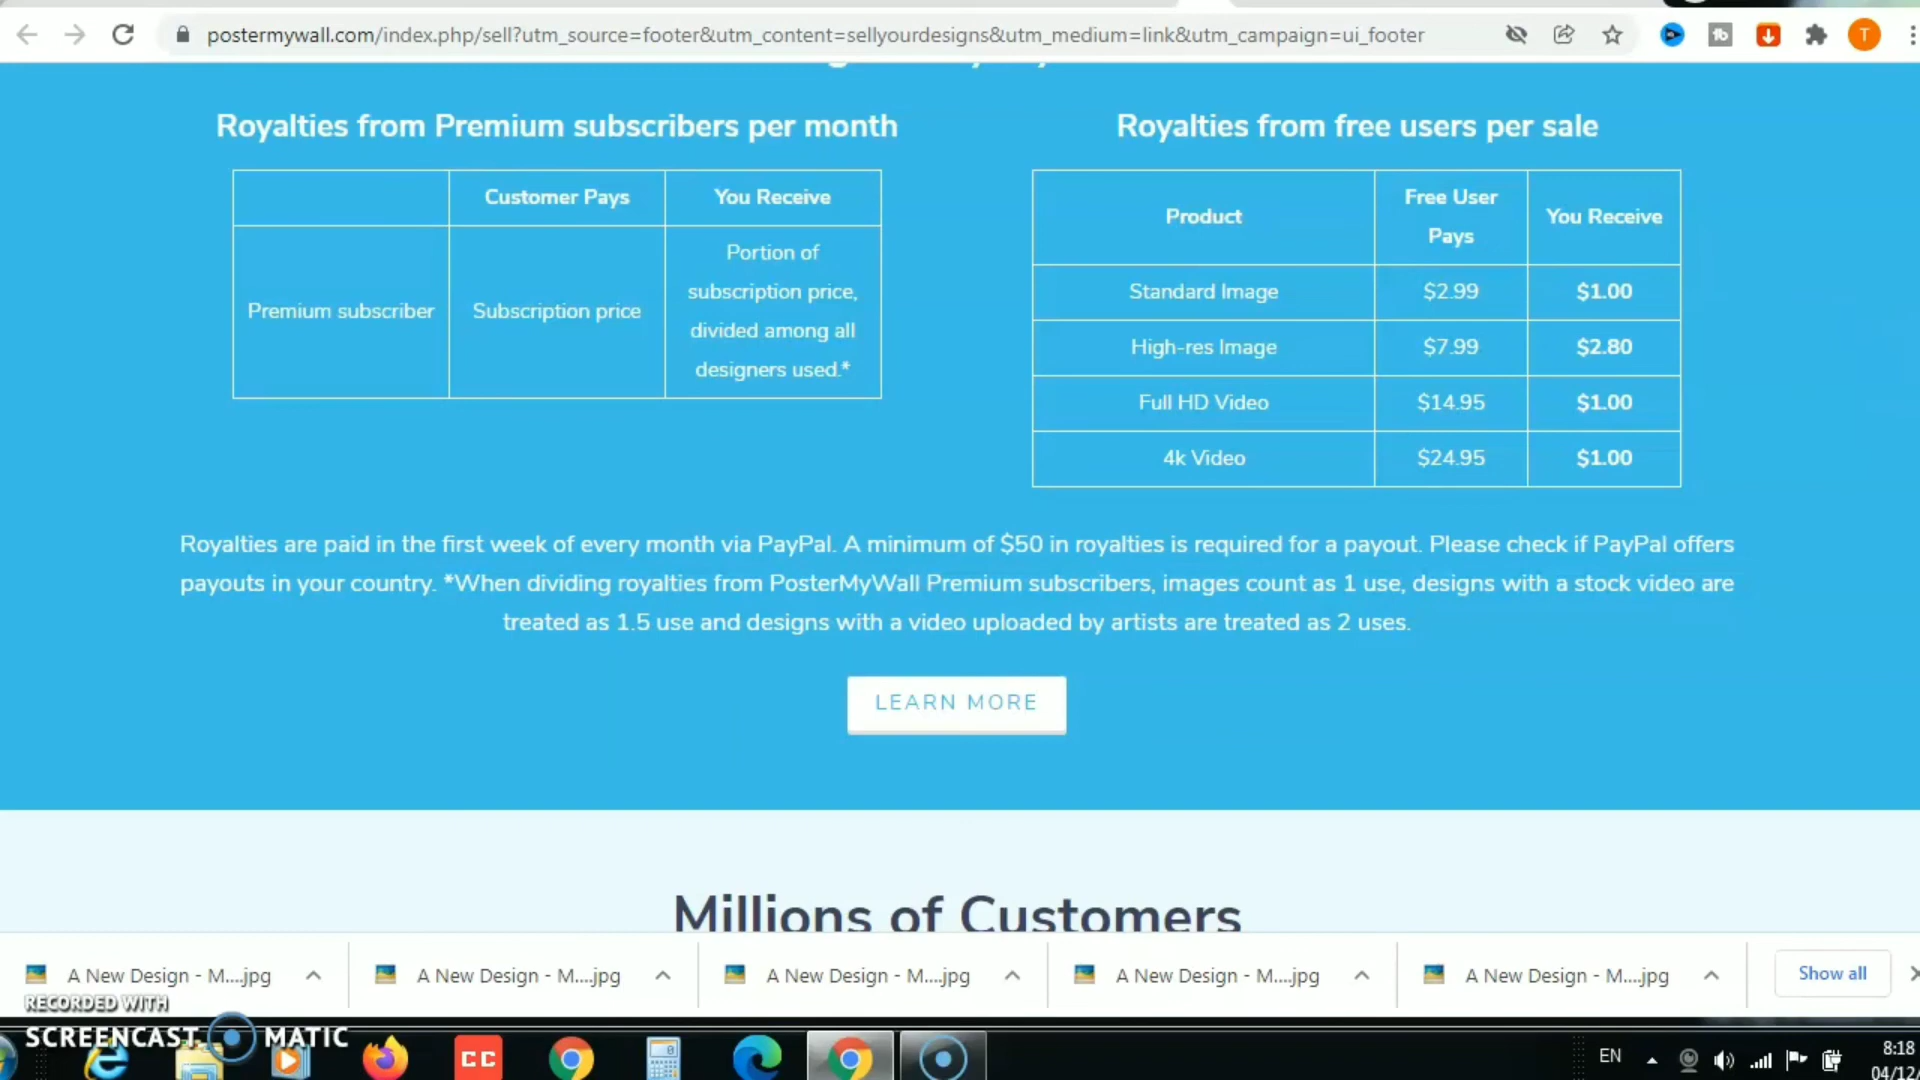 postermywall.com/index.php/sell?utm_source=footer&utm_content=sellyourdesigns&utm_medium=link&utm_campaign=ui_footer
T
Royalties from Premium subscribers per month
Customer Pays You Receive
Premium subscriber
Subscription price
Portion of
subscription price,
divided among all
designers used.*
Royalties from free users per sale
Product
Free User
Pays
You Receive
Standard Image $2.99 $1.00
High-res Image $7.99 $2.80
Full HD Video $14.95 $1.00
4k Video $24.95 $1.00
Royalties are paid in the first week of every month via PayPal. A minimum of $50 in royalties is required for a payout. Please check if PayPal offers
payouts in your country. *When dividing royalties from PosterMyWall Premium subscribers, images count as 1 use, designs with a stock video are
treated as 1.5 use and designs with a video uploaded by artists are treated as 2 uses.
LEARN MORE
Millions of Customers
A New Design - M....jpg A New Design - M....jpg A New Design - M....jpg A New Design - M....jpg A New Design - M....jpg Show all
RECORDED WITH
SCREENCAST MATIC
CC
EN
8:18
04/12/